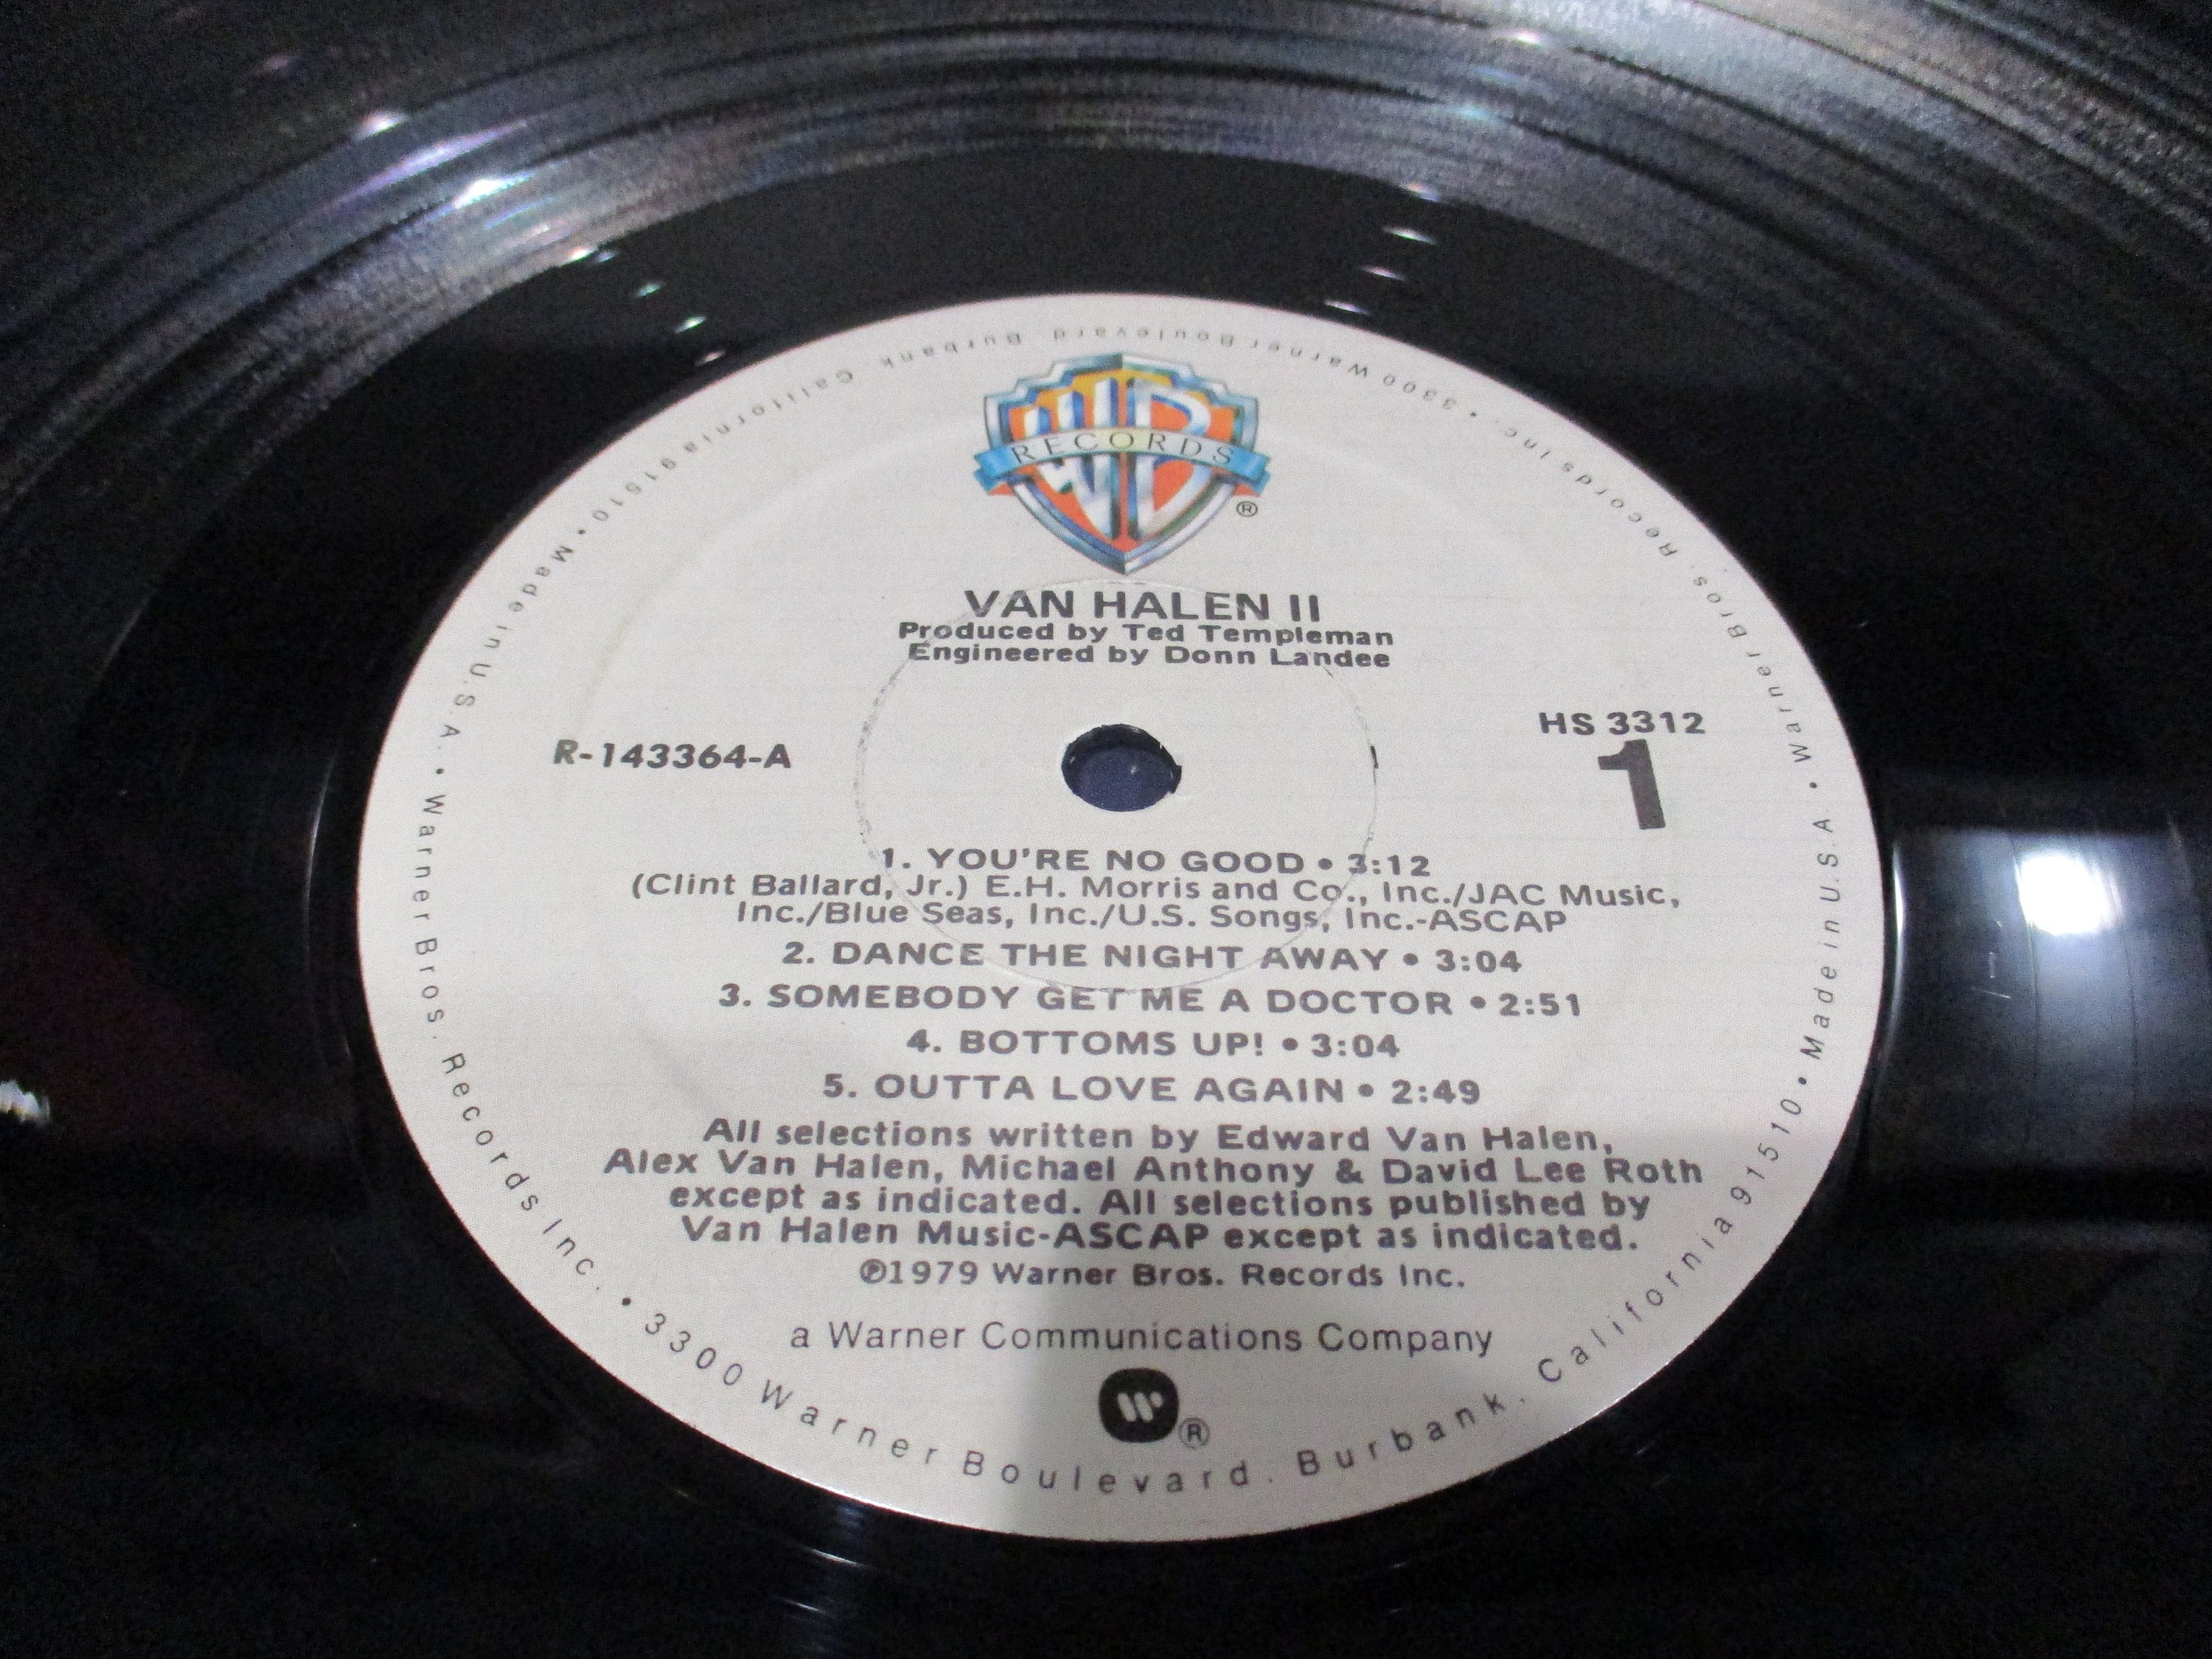 WB
RECORDS
®
VAN HALEN II
Produced by Ted Templeman
Engineered by Donn Landee
R-143364-A
HS 3312
1
1. YOU'RE NO GOOD • 3:12
(Clint Ballard, Jr.) E.H. Morris and Co., Inc./JAC Music,
Inc./Blue Seas, Inc./U.S. Songs, Inc.-ASCAP
2. DANCE THE NIGHT AWAY • 3:04
3. SOMEBODY GET ME A DOCTOR • 2:51
4. BOTTOMS UP! • 3:04
5. OUTTA LOVE AGAIN • 2:49
All selections written by Edward Van Halen,
Alex Van Halen, Michael Anthony & David Lee Roth
except as indicated. All selections published by
Van Halen Music-ASCAP except as indicated.
℗1979 Warner Bros. Records Inc.
a Warner Communications Company
®
• Warner Bros. Records Inc. • 3300 Warner Boulevard. Burbank. California 91510 • Made in U.S.A. • Warner Bros. Records Inc. • 3300 Warner Boulevard. Burbank. California 91510 • Made in U.S.A.